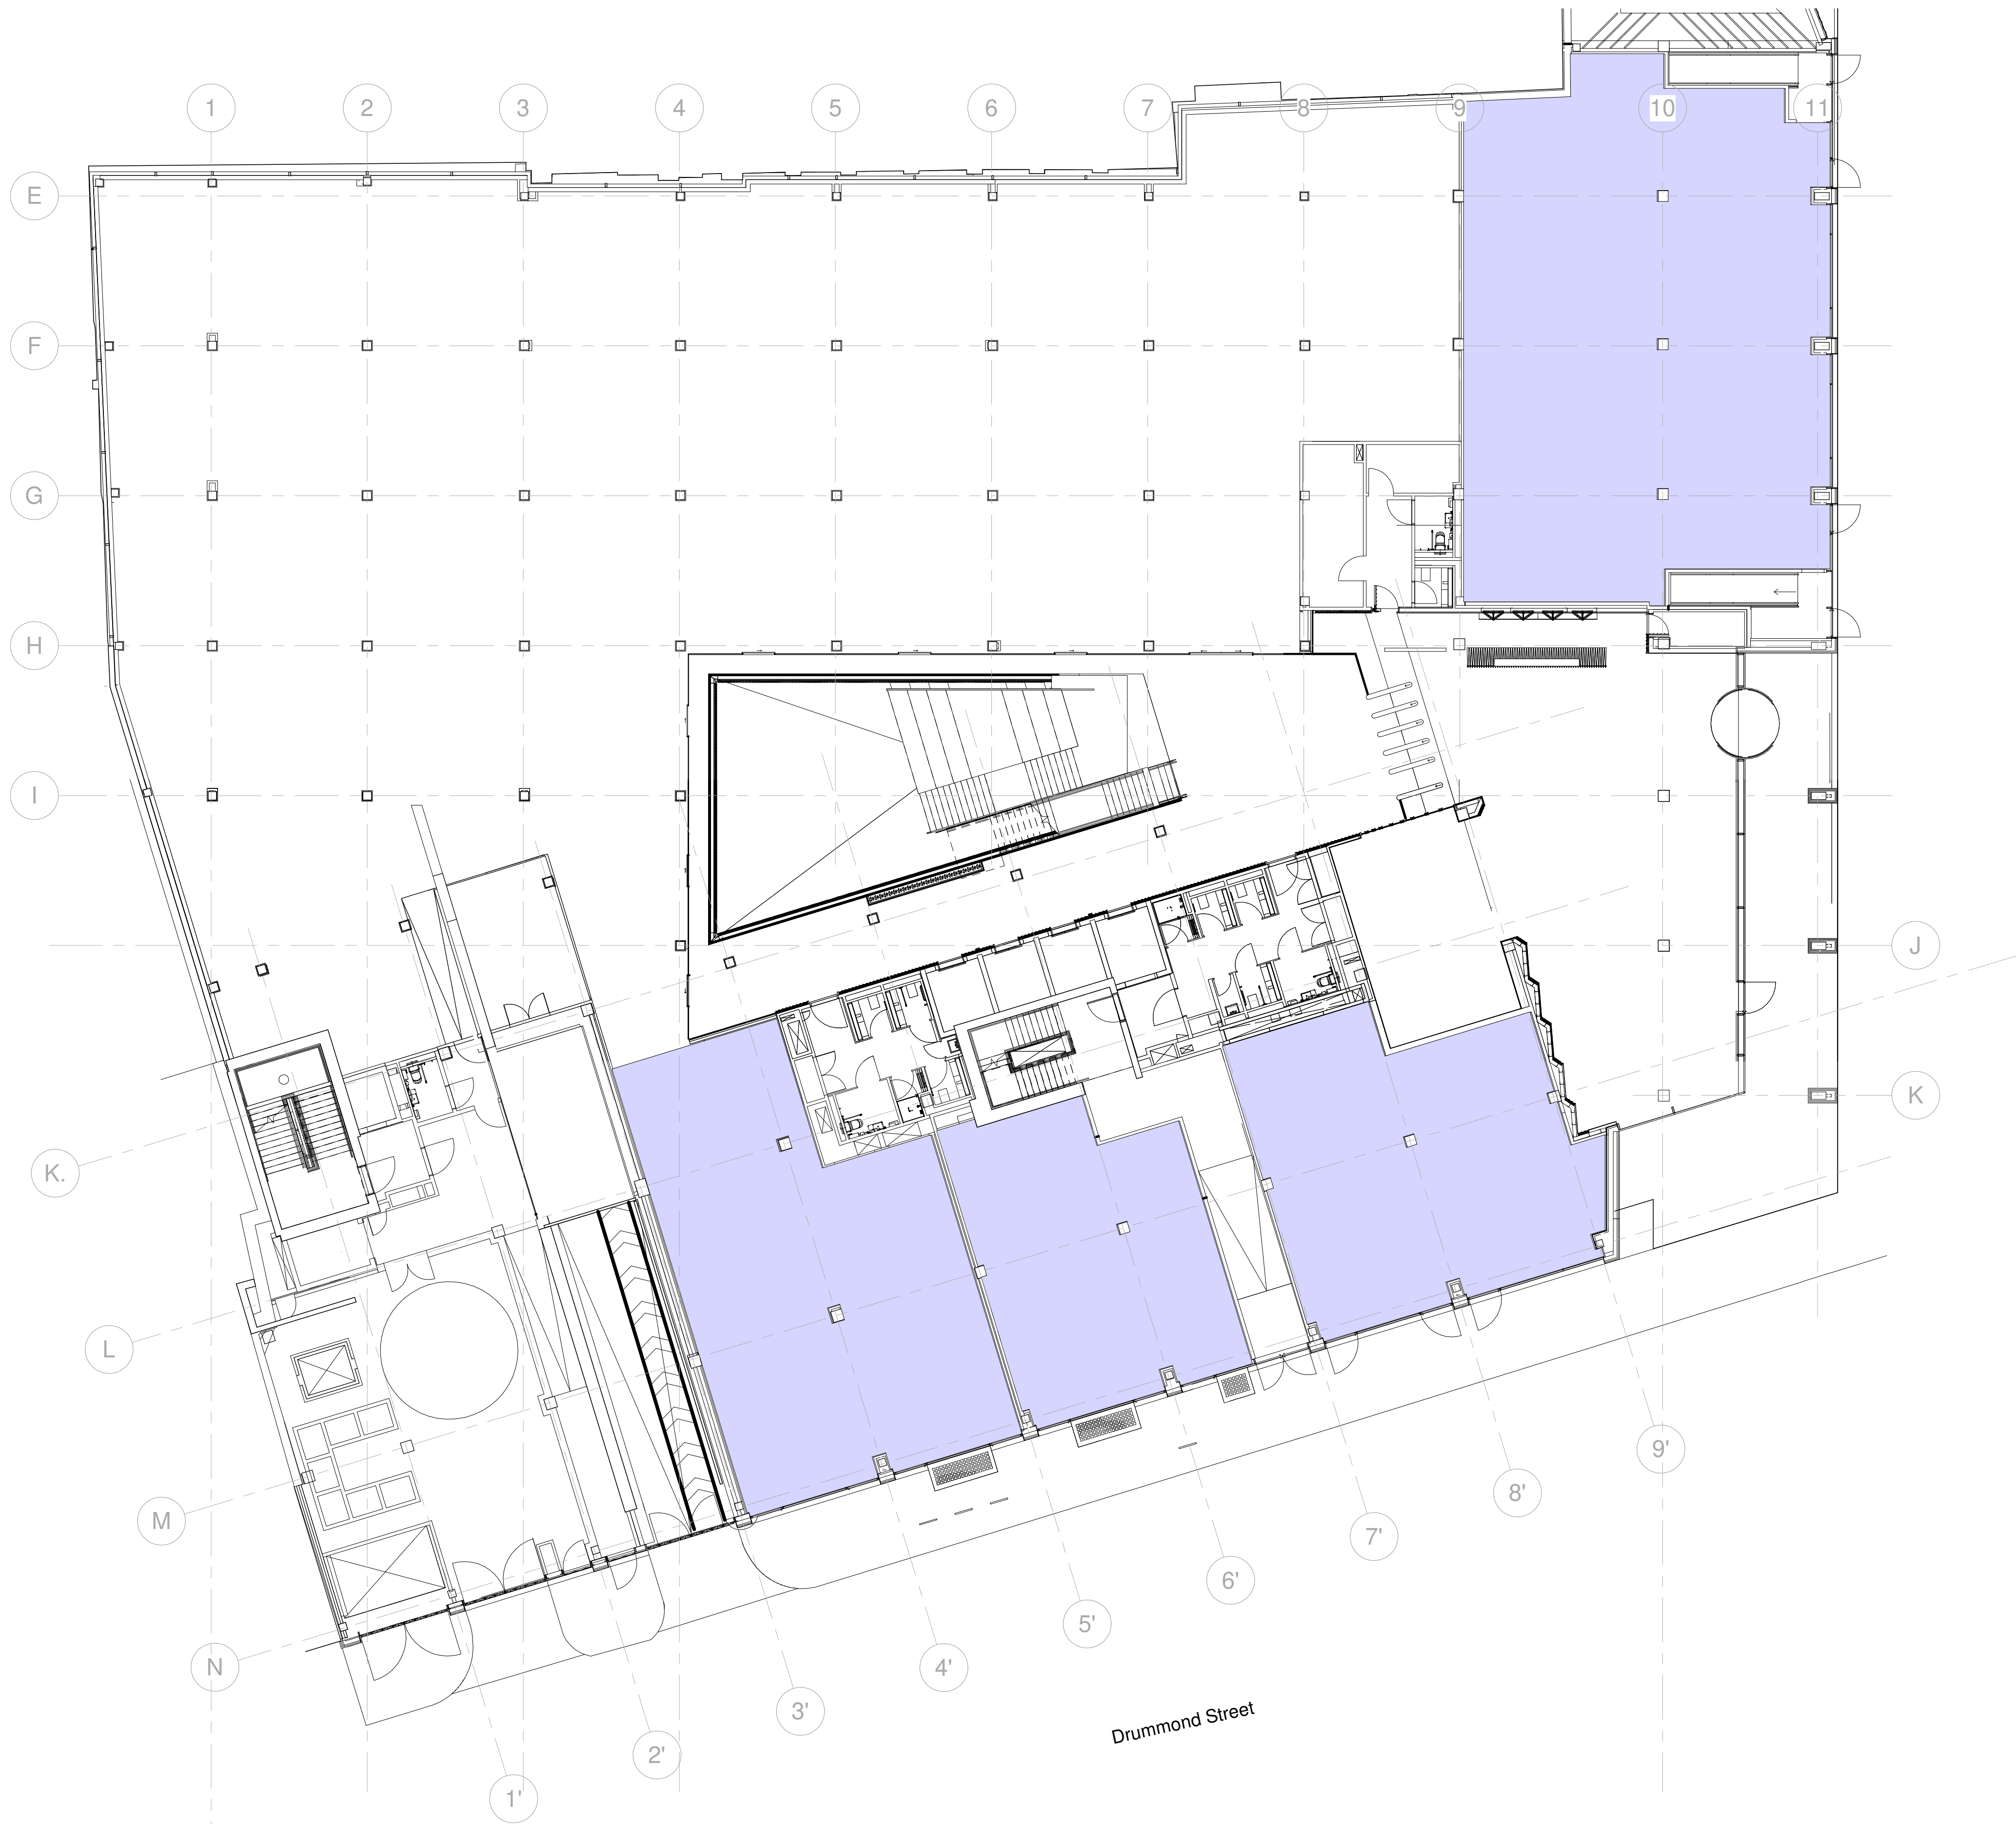 1 2 3 4 5 6 7 8 9 10 11
E
F
G
H
I
J
K
K.
L
M
N
9'
8'
7'
6'
5'
4'
3'
2'
1'
Drummond Street